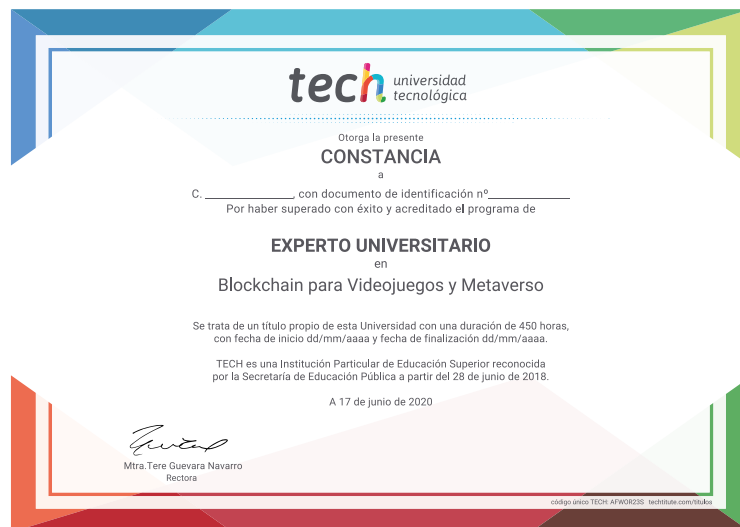 tech universidad
tecnológica
Otorga la presente
CONSTANCIA
a
C. ______________, con documento de identificación nº______________
Por haber superado con éxito y acreditado el programa de
EXPERTO UNIVERSITARIO
en
Blockchain para Videojuegos y Metaverso
Se trata de un título propio de esta Universidad con una duración de 450 horas,
con fecha de inicio dd/mm/aaaa y fecha de finalización dd/mm/aaaa.
TECH es una Institución Particular de Educación Superior reconocida
por la Secretaría de Educación Pública a partir del 28 de junio de 2018.
A 17 de junio de 2020
Mtra.Tere Guevara Navarro
Rectora
código único TECH: AFWOR23S techtitute.com/titulos